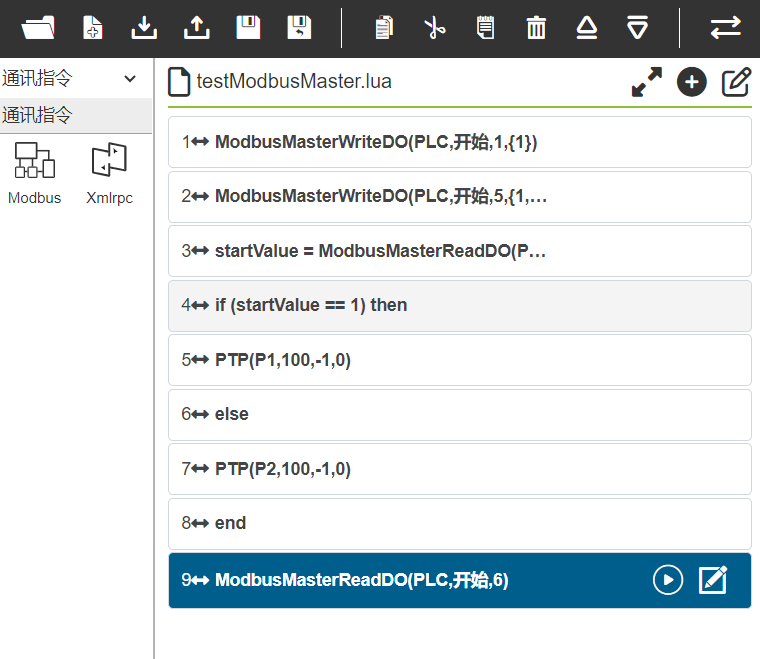 通讯指令
通讯指令
Modbus Xmlrpc
testModbusMaster.lua
1 ModbusMasterWriteDO(PLC,开始,1,{1})
2 ModbusMasterWriteDO(PLC,开始,5,{1,…
3 startValue = ModbusMasterReadDO(P…
4 if (startValue == 1) then
5 PTP(P1,100,-1,0)
6 else
7 PTP(P2,100,-1,0)
8 end
9 ModbusMasterReadDO(PLC,开始,6)